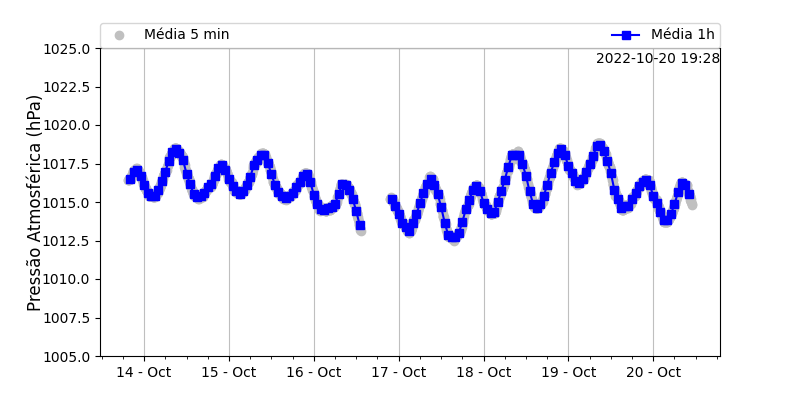 Média 5 min
Média 1h
2022-10-20 19:28
Pressão Atmosférica (hPa)
1025.0
1022.5
1020.0
1017.5
1015.0
1012.5
1010.0
1007.5
1005.0
14 - Oct
15 - Oct
16 - Oct
17 - Oct
18 - Oct
19 - Oct
20 - Oct